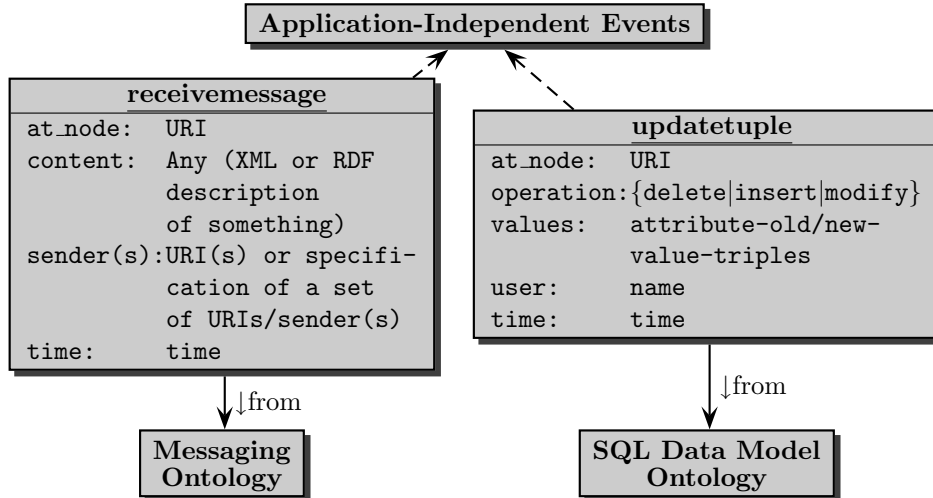 Application-Independent Events
receivemessage
at_node: URI
content: Any (XML or RDF
description
of something)
sender(s):URI(s) or specifi-
cation of a set
of URIs/sender(s)
time: time
updatetuple
at_node: URI
operation:{delete|insert|modify}
values: attribute-old/new-
value-triples
user: name
time: time
↓from
↓from
Messaging
Ontology
SQL Data Model
Ontology